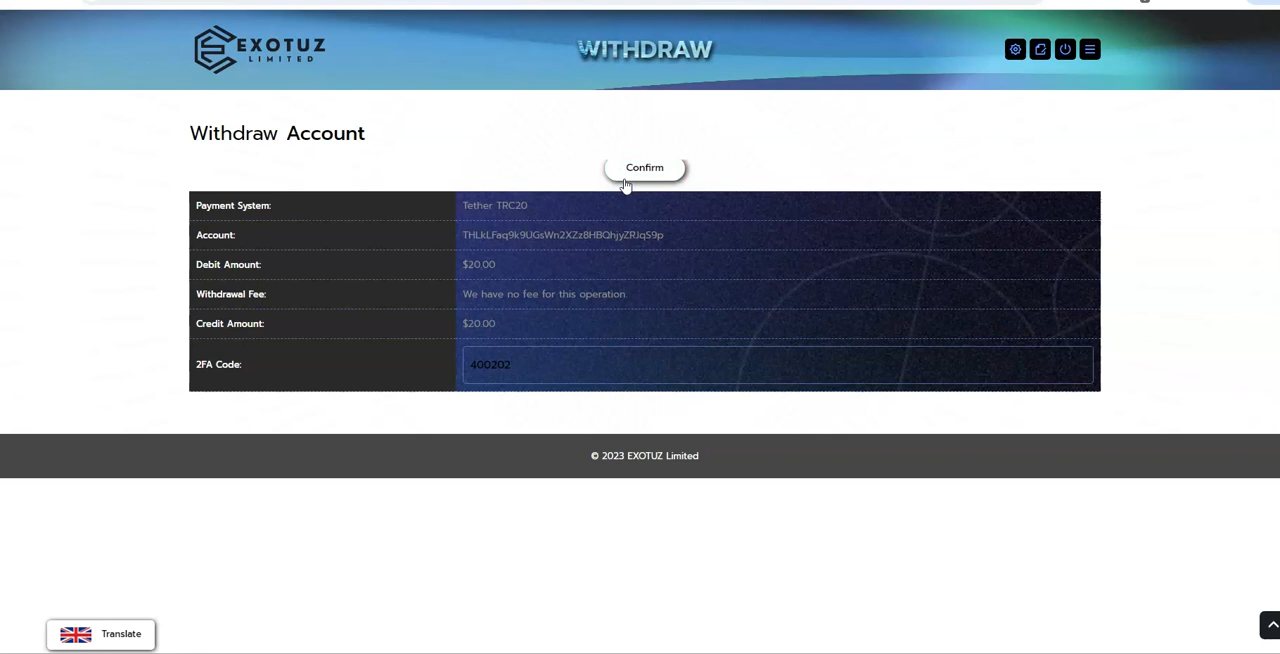 EXOTUZ
LIMITED
WITHDRAW
Withdraw Account
Confirm
Payment System: Tether TRC20
Account: THLkLFaq9k9UGsWn2XZz8HBQhjyZRJqS9p
Debit Amount: $20.00
Withdrawal Fee: We have no fee for this operation.
Credit Amount: $20.00
2FA Code: 400202
© 2023 EXOTUZ Limited
Translate